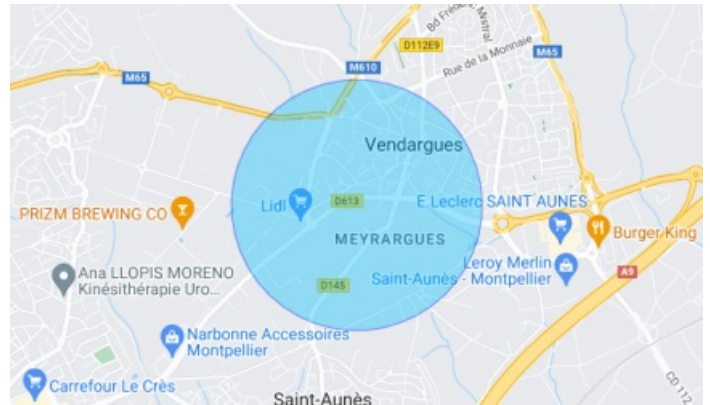 Bd Frédéric Mistral
D112E9
M65
Rue de la Monnaie
M610
M65
Vendargues
PRIZM BREWING CO
Lidl
D613
E.Leclerc SAINT AUNES
Burger King
MEYRARGUES
Leroy Merlin
Saint-Aunès - Montpellier
Ana LLOPIS MORENO
Kinésithérapie Uro...
D145
A9
Narbonne Accessoires
Montpellier
Carrefour Le Crès
Saint-Aunès
CD 112